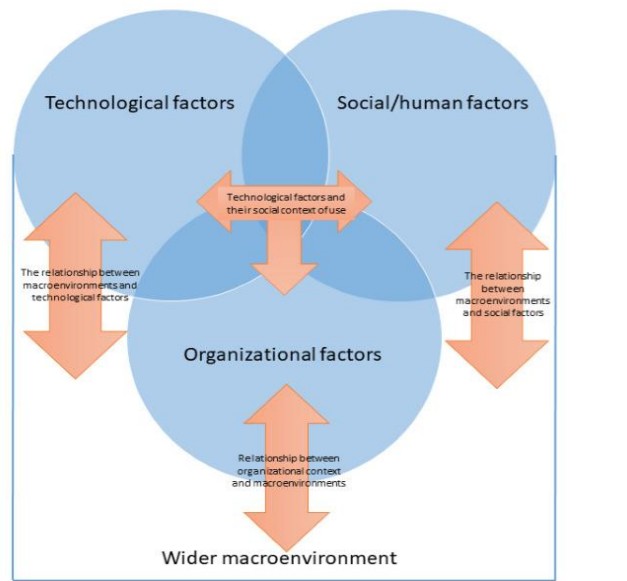 Technological factors
Social/human factors
Technological factors and
their social context of use
The relationship between
macroenvironments and
technological factors
The relationship
between
macroenvironments
and social factors
Organizational factors
Relationship between
organizational context
and macroenvironments
Wider macroenvironment